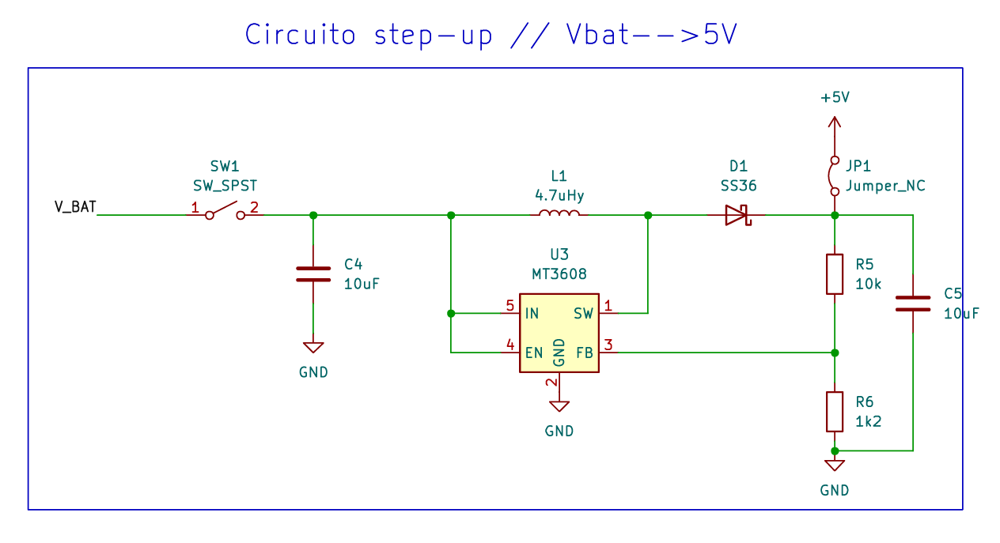 Circuito step-up // Vbat-->5V
+5V
SW1
SW_SPST
V_BAT
1
2
L1
4.7uHy
D1
SS36
JP1
Jumper_NC
C4
10uF
GND
U3
MT3608
5
IN
SW
1
4
EN
GND
FB
3
2
GND
R5
10k
C5
10uF
R6
1k2
GND